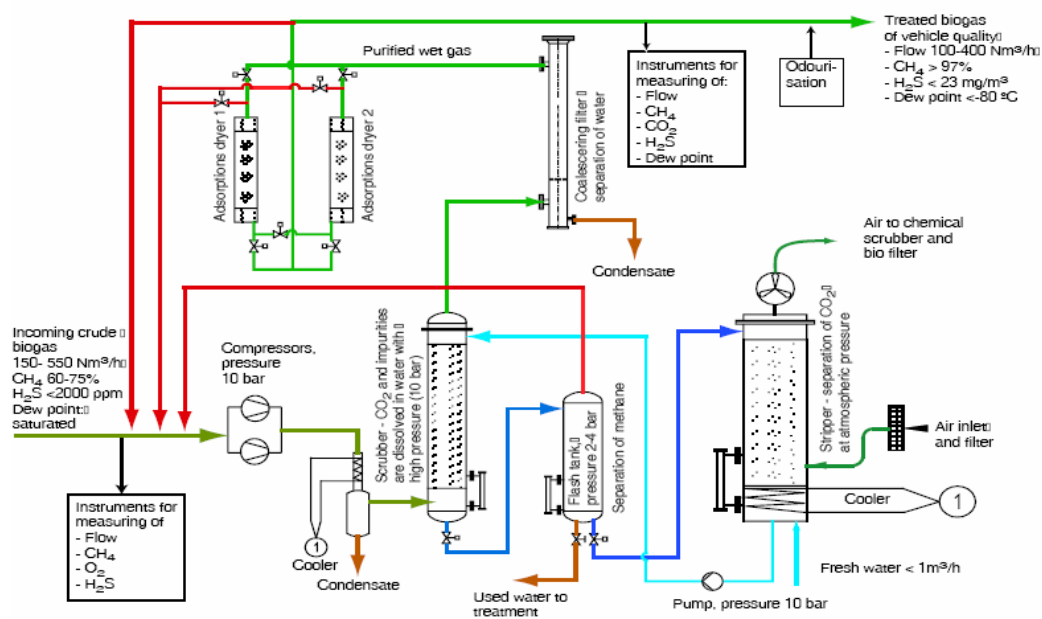 Treated biogas
of vehicle quality
- Flow 100-400 Nm³/h
- CH₄ > 97%
- H₂S < 23 mg/m³
- Dew point <-80 ºC
Purified wet gas
Instruments for
measuring of:
- Flow
- CH₄
- CO₂
- H₂S
- Dew point
Odouri-
sation
Adsorptions dryer 1
Adsorptions dryer 2
Coalescering filter
separation of water
Condensate
Air to chemical
scrubber and
bio filter
Incoming crude
biogas
150- 550 Nm³/h
CH₄ 60-75%
H₂S <2000 ppm
Dew point:
saturated
Compressors,
pressure
10 bar
Scrubber - CO₂ and impurities
are dissolved in water with
high pressure (10 bar)
Flash tank,
pressure 2-4 bar
Separation of methane
Stripper - separation of CO₂
at atmospheric pressure
Air inlet
and filter
Cooler
1
Instruments for
measuring of
- Flow
- CH₄
- O₂
- H₂S
1
Cooler
Condensate
Used water to
treatment
Pump, pressure 10 bar
Fresh water < 1m³/h